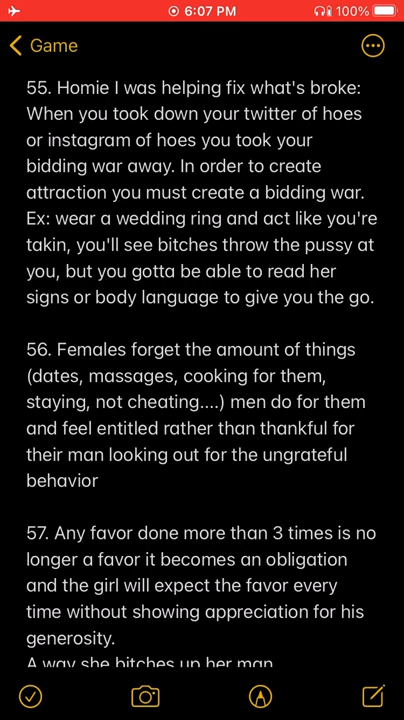 6:07 PM
100%
Game
55. Homie I was helping fix what's broke:
When you took down your twitter of hoes
or instagram of hoes you took your
bidding war away. In order to create
attraction you must create a bidding war.
Ex: wear a wedding ring and act like you're
takin, you'll see bitches throw the pussy at
you, but you gotta be able to read her
signs or body language to give you the go.
56. Females forget the amount of things
(dates, massages, cooking for them,
staying, not cheating....) men do for them
and feel entitled rather than thankful for
their man looking out for the ungrateful
behavior
57. Any favor done more than 3 times is no
longer a favor it becomes an obligation
and the girl will expect the favor every
time without showing appreciation for his
generosity.
A way she bitches up her man